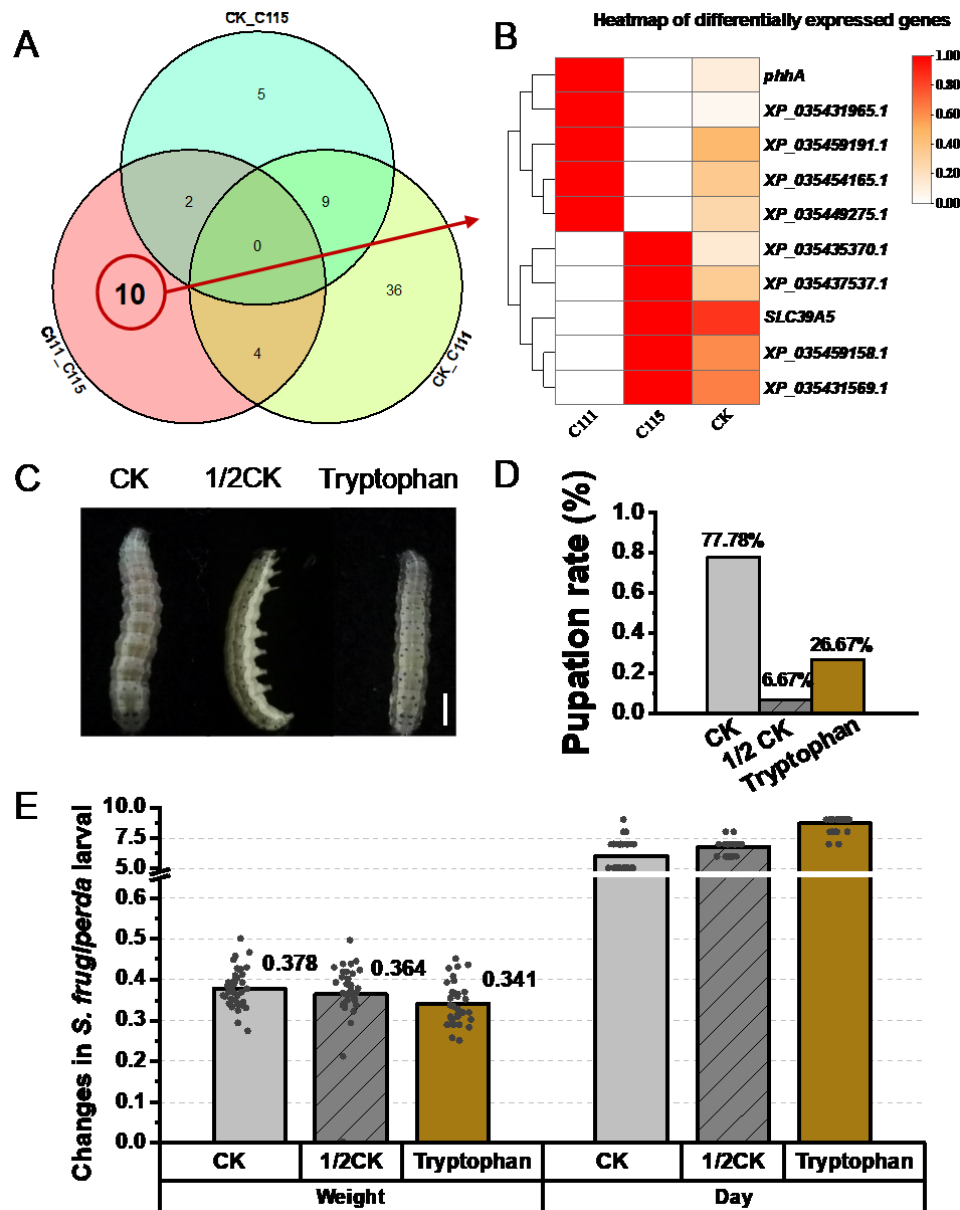 A
CK_C115
5
2
9
0
10
36
4
C111_C115
CK_C111
B
Heatmap of differentially expressed genes
phhA
XP_035431965.1
XP_035459191.1
XP_035454165.1
XP_035449275.1
XP_035435370.1
XP_035437537.1
SLC39A5
XP_035459158.1
XP_035431569.1
C111 C115 CK
1.00
0.80
0.60
0.40
0.20
0.00
C
CK 1/2CK Tryptophan
D
Pupation rate (%)
1.0
0.8
0.6
0.4
0.2
0.0
77.78%
6.67%
26.67%
CK
1/2 CK
Tryptophan
E
Changes in S. frugiperda larval
10.0
7.5
5.0
0.6
0.5
0.4
0.3
0.2
0.1
0.0
0.378
0.364
0.341
CK 1/2CK Tryptophan CK 1/2CK Tryptophan
Weight Day